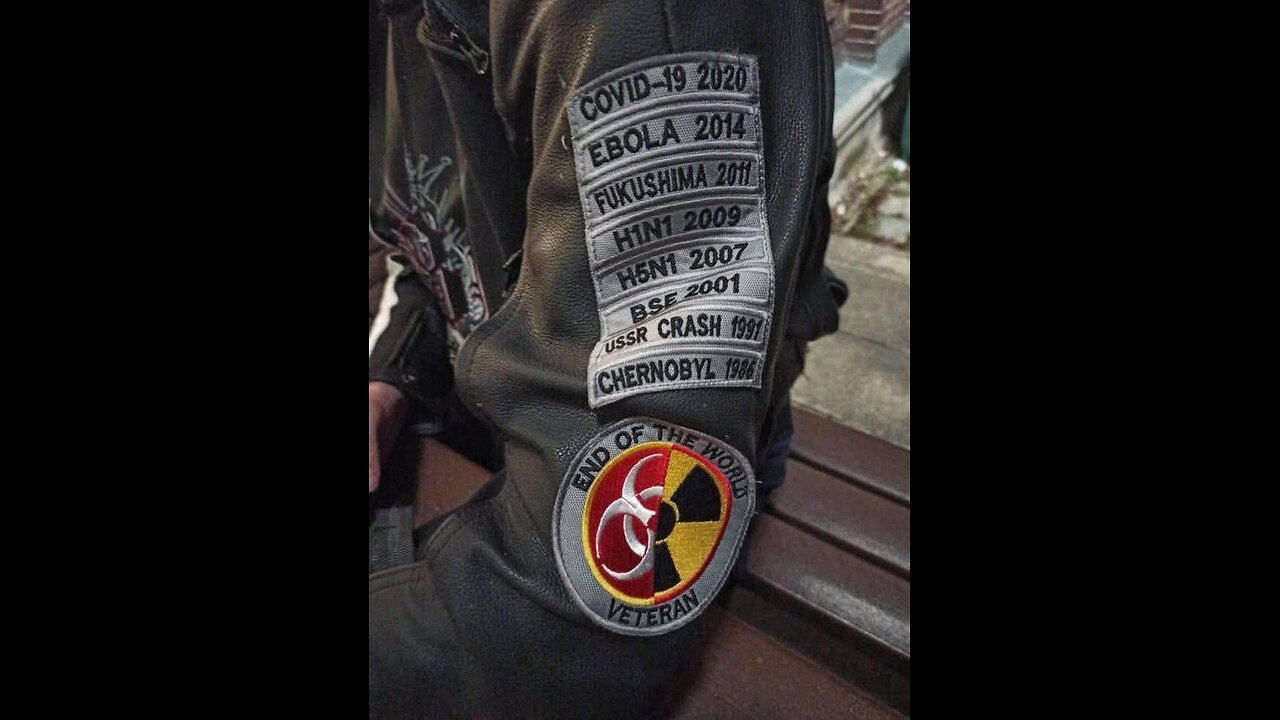 COVID-19 2020
EBOLA 2014
FUKUSHIMA 2011
H1N1 2009
H5N1 2007
BSE 2001
USSR CRASH 1991
CHERNOBYL 1986
END OF THE WORLD
VETERAN